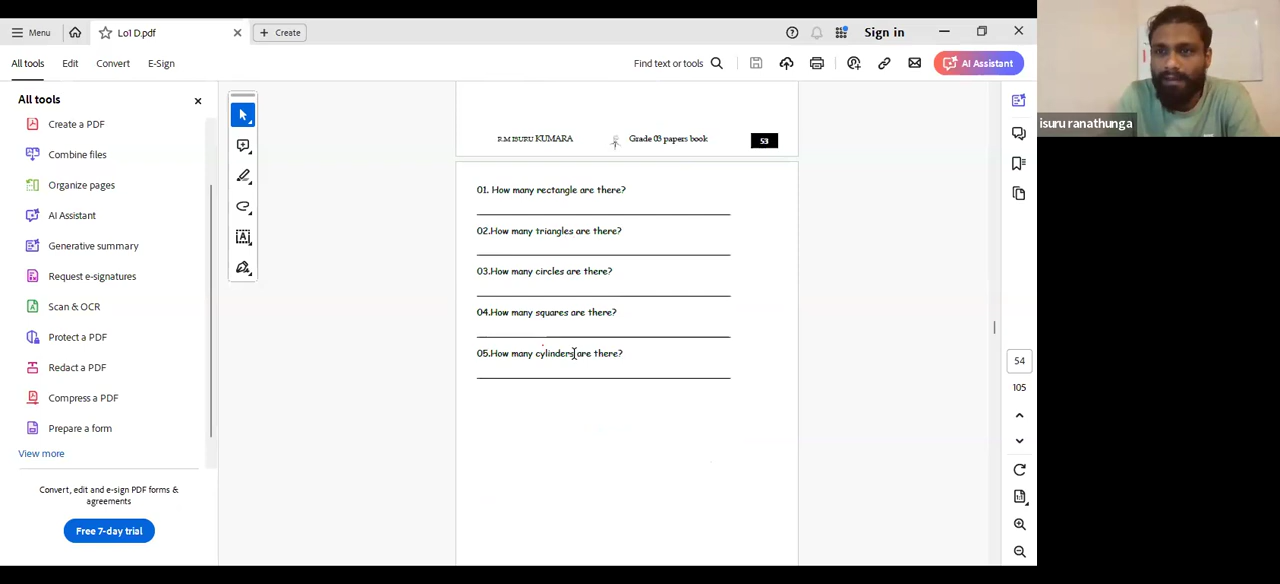 Menu
Lo1 D.pdf
Create
Sign in
All tools
Edit
Convert
E-Sign
Find text or tools
AI Assistant
All tools
Create a PDF
Combine files
Organize pages
AI Assistant
Generative summary
Request e-signatures
Scan & OCR
Protect a PDF
Redact a PDF
Compress a PDF
Prepare a form
View more
Convert, edit and e-sign PDF forms &
agreements
Free 7-day trial
R.M ISURU KUMARA Grade 03 papers book 53
01. How many rectangle are there?
02.How many triangles are there?
03.How many circles are there?
04.How many squares are there?
05.How many cylinders are there?
54
105
isuru ranathunga